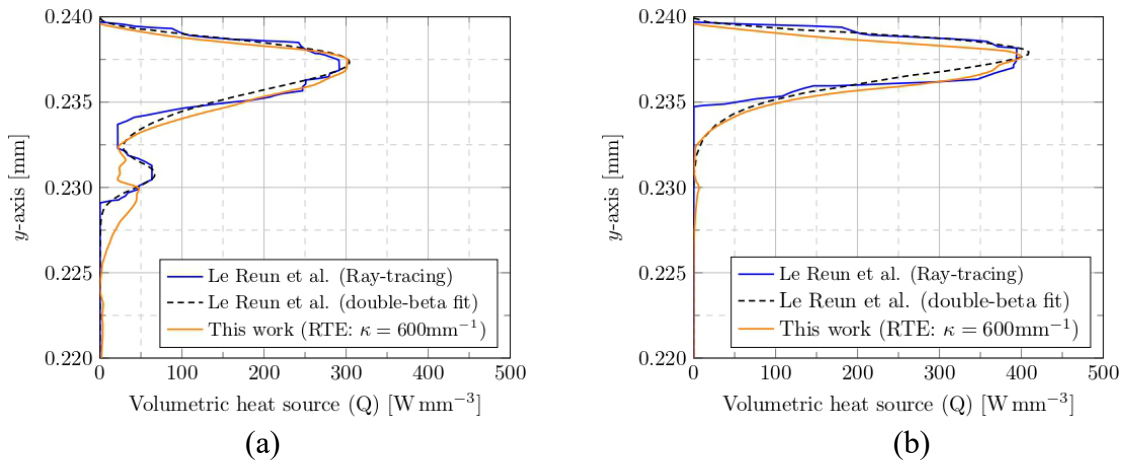 0.240
0.235
0.230
0.225
0.220
y-axis [mm]
Le Reun et al. (Ray-tracing)
Le Reun et al. (double-beta fit)
This work (RTE: κ = 600mm⁻¹)
0 100 200 300 400 500
Volumetric heat source (Q) [W mm⁻³]
(a)
0.240
0.235
0.230
0.225
0.220
y-axis [mm]
Le Reun et al. (Ray-tracing)
Le Reun et al. (double-beta fit)
This work (RTE: κ = 600mm⁻¹)
0 100 200 300 400 500
Volumetric heat source (Q) [W mm⁻³]
(b)